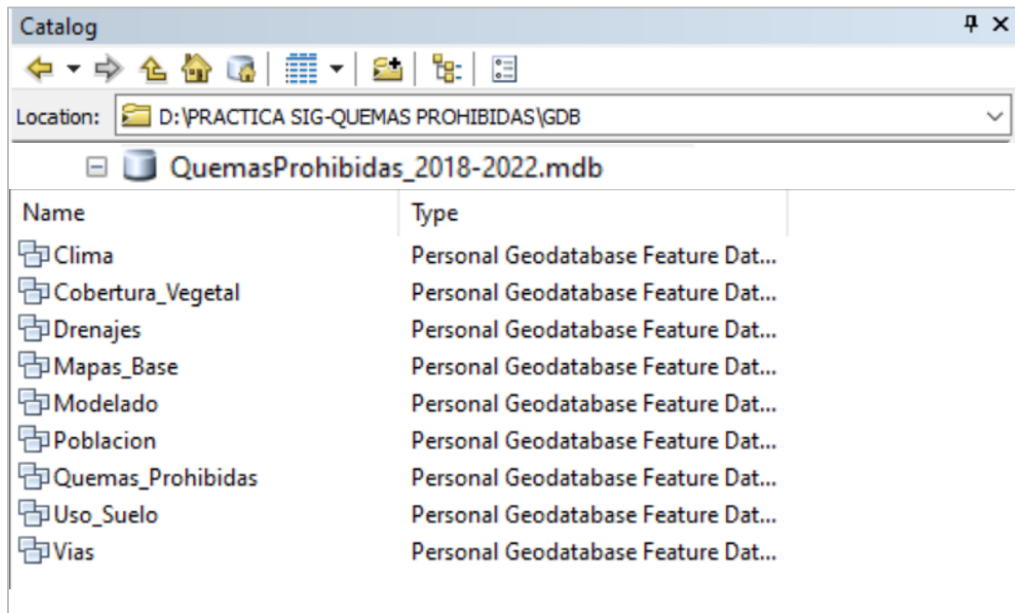 Catalog
Location: D:\PRACTICA SIG-QUEMAS PROHIBIDAS\GDB
QuemasProhibidas_2018-2022.mdb
Name Type
Clima Personal Geodatabase Feature Dat...
Cobertura_Vegetal Personal Geodatabase Feature Dat...
Drenajes Personal Geodatabase Feature Dat...
Mapas_Base Personal Geodatabase Feature Dat...
Modelado Personal Geodatabase Feature Dat...
Poblacion Personal Geodatabase Feature Dat...
Quemas_Prohibidas Personal Geodatabase Feature Dat...
Uso_Suelo Personal Geodatabase Feature Dat...
Vias Personal Geodatabase Feature Dat...